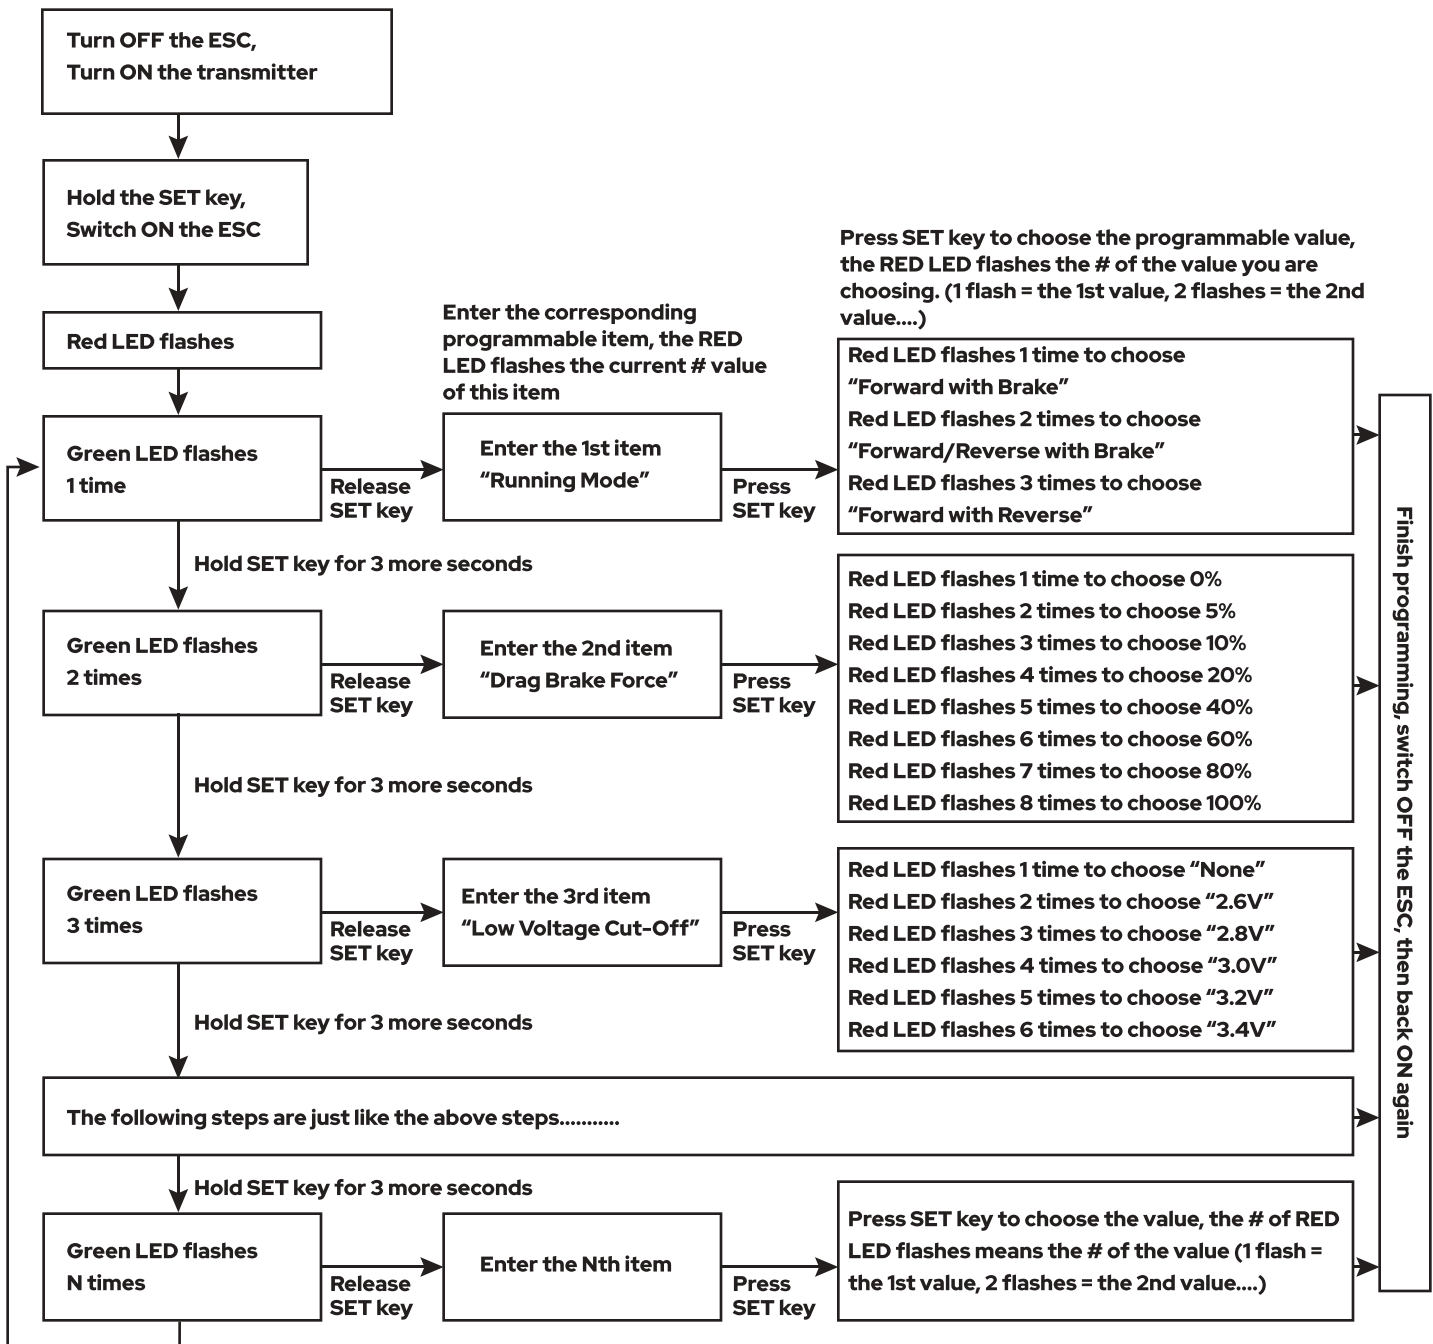 Turn OFF the ESC,
Turn ON the transmitter
Hold the SET key,
Switch ON the ESC
Red LED flashes
Green LED flashes
1 time
Release
SET key
Enter the corresponding
programmable item, the RED
LED flashes the current # value
of this item
Enter the 1st item
“Running Mode”
Press
SET key
Press SET key to choose the programmable value,
the RED LED flashes the # of the value you are
choosing. (1 flash = the 1st value, 2 flashes = the 2nd
value....)
Red LED flashes 1 time to choose
“Forward with Brake”
Red LED flashes 2 times to choose
“Forward/Reverse with Brake”
Red LED flashes 3 times to choose
“Forward with Reverse”
Hold SET key for 3 more seconds
Green LED flashes
2 times
Release
SET key
Enter the 2nd item
“Drag Brake Force”
Press
SET key
Red LED flashes 1 time to choose 0%
Red LED flashes 2 times to choose 5%
Red LED flashes 3 times to choose 10%
Red LED flashes 4 times to choose 20%
Red LED flashes 5 times to choose 40%
Red LED flashes 6 times to choose 60%
Red LED flashes 7 times to choose 80%
Red LED flashes 8 times to choose 100%
Hold SET key for 3 more seconds
Green LED flashes
3 times
Release
SET key
Enter the 3rd item
“Low Voltage Cut-Off”
Press
SET key
Red LED flashes 1 time to choose “None”
Red LED flashes 2 times to choose “2.6V”
Red LED flashes 3 times to choose “2.8V”
Red LED flashes 4 times to choose “3.0V”
Red LED flashes 5 times to choose “3.2V”
Red LED flashes 6 times to choose “3.4V”
Hold SET key for 3 more seconds
The following steps are just like the above steps...........
Hold SET key for 3 more seconds
Green LED flashes
N times
Release
SET key
Enter the Nth item
Press
SET key
Press SET key to choose the value, the # of RED
LED flashes means the # of the value (1 flash =
the 1st value, 2 flashes = the 2nd value....)
Finish programming, switch OFF the ESC, then back ON again